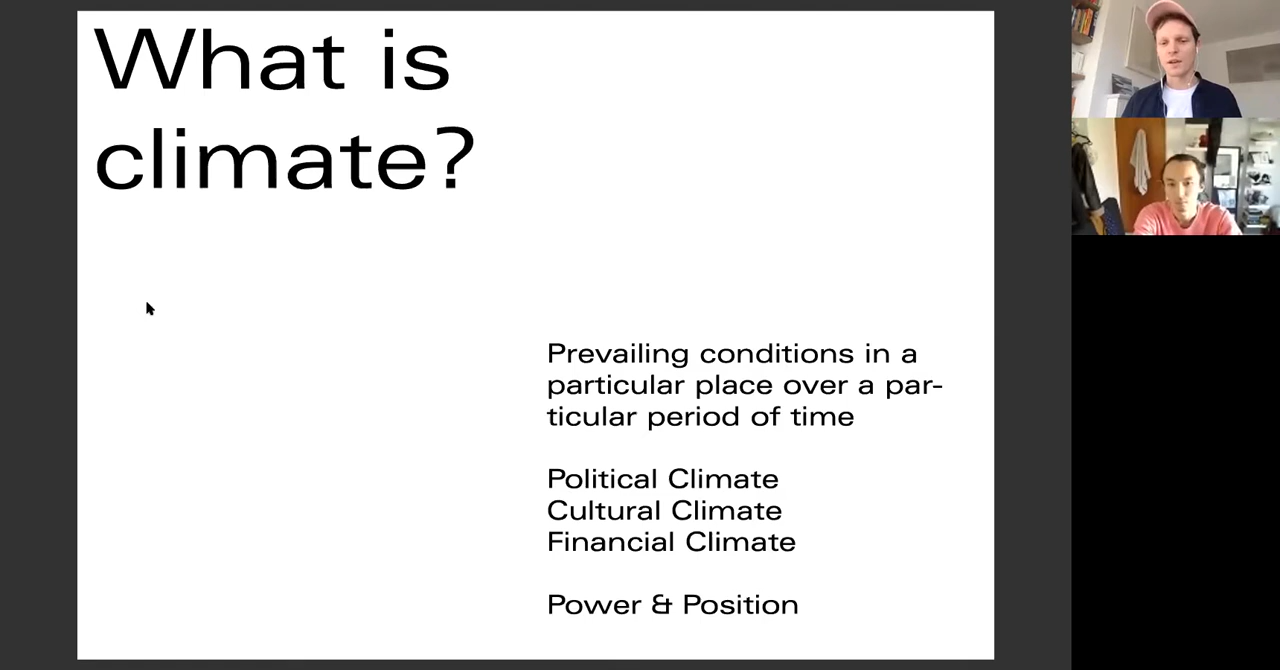 What is
climate?
Prevailing conditions in a
particular place over a par-
ticular period of time
Political Climate
Cultural Climate
Financial Climate
Power & Position